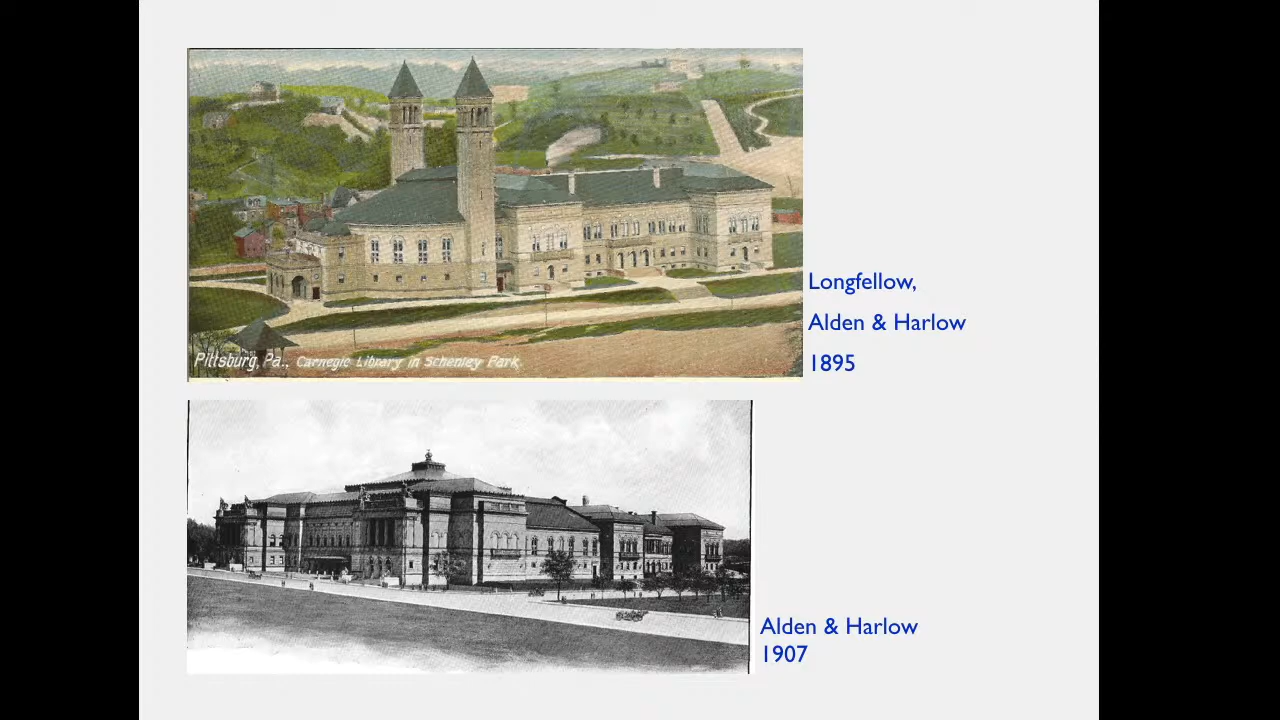 Longfellow,
Alden & Harlow
1895
Pittsburg, Pa., Carnegie Library in Schenley Park.
Alden & Harlow
1907